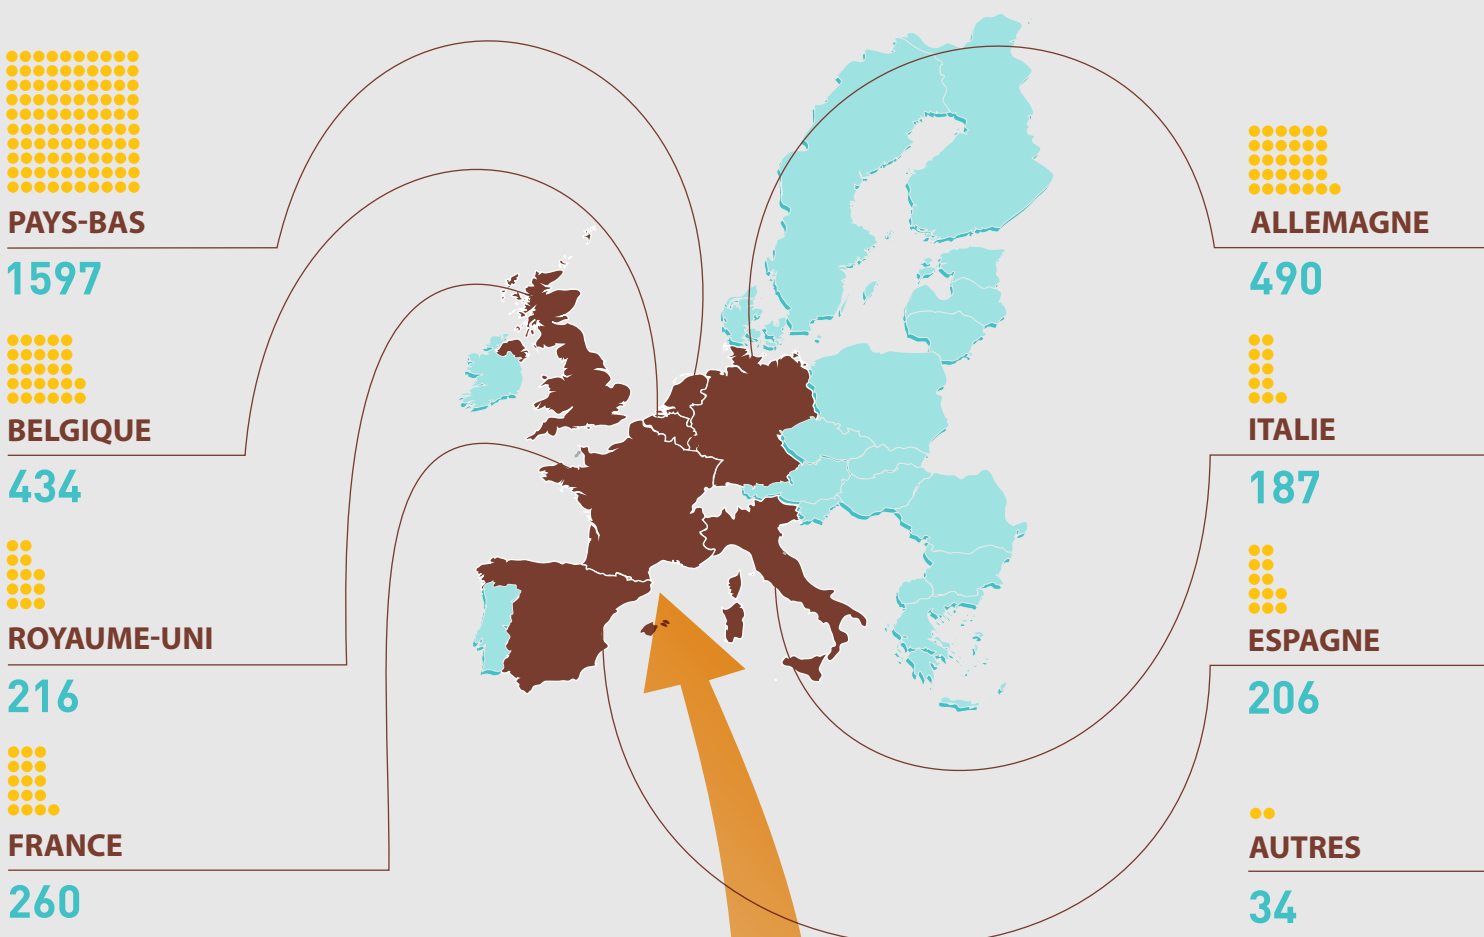 PAYS-BAS
1597
BELGIQUE
434
ROYAUME-UNI
216
FRANCE
260
ALLEMAGNE
490
ITALIE
187
ESPAGNE
206
AUTRES
34